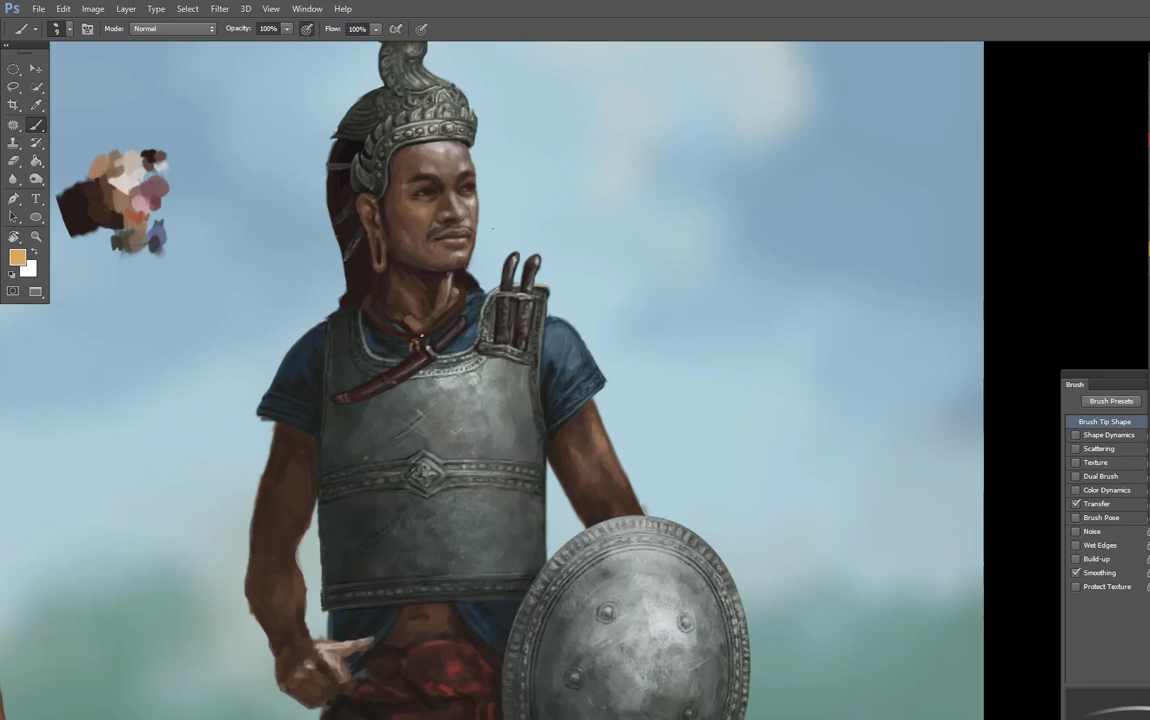 Ps File Edit Image Layer Type Select Filter 3D View Window Help
9 Mode: Normal Opacity: 100% Flow: 100%
T
Brush
Brush Presets
Brush Tip Shape
Shape Dynamics
Scattering
Texture
Dual Brush
Color Dynamics
Transfer
Brush Pose
Noise
Wet Edges
Build-up
Smoothing
Protect Texture